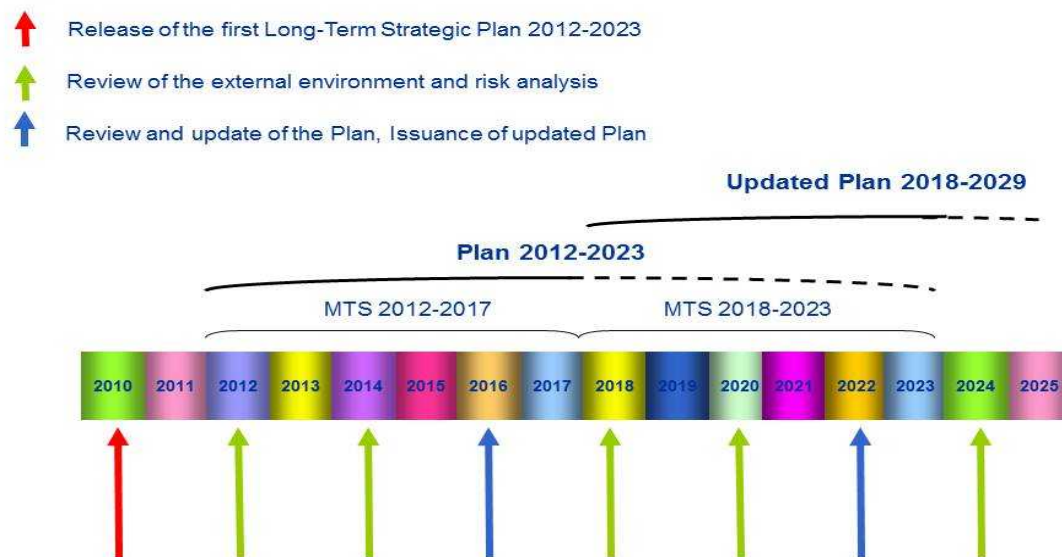 Release of the first Long-Term Strategic Plan 2012-2023
Review of the external environment and risk analysis
Review and update of the Plan, Issuance of updated Plan
Updated Plan 2018-2029
Plan 2012-2023
MTS 2012-2017 MTS 2018-2023
2010 2011 2012 2013 2014 2015 2016 2017 2018 2019 2020 2021 2022 2023 2024 2025